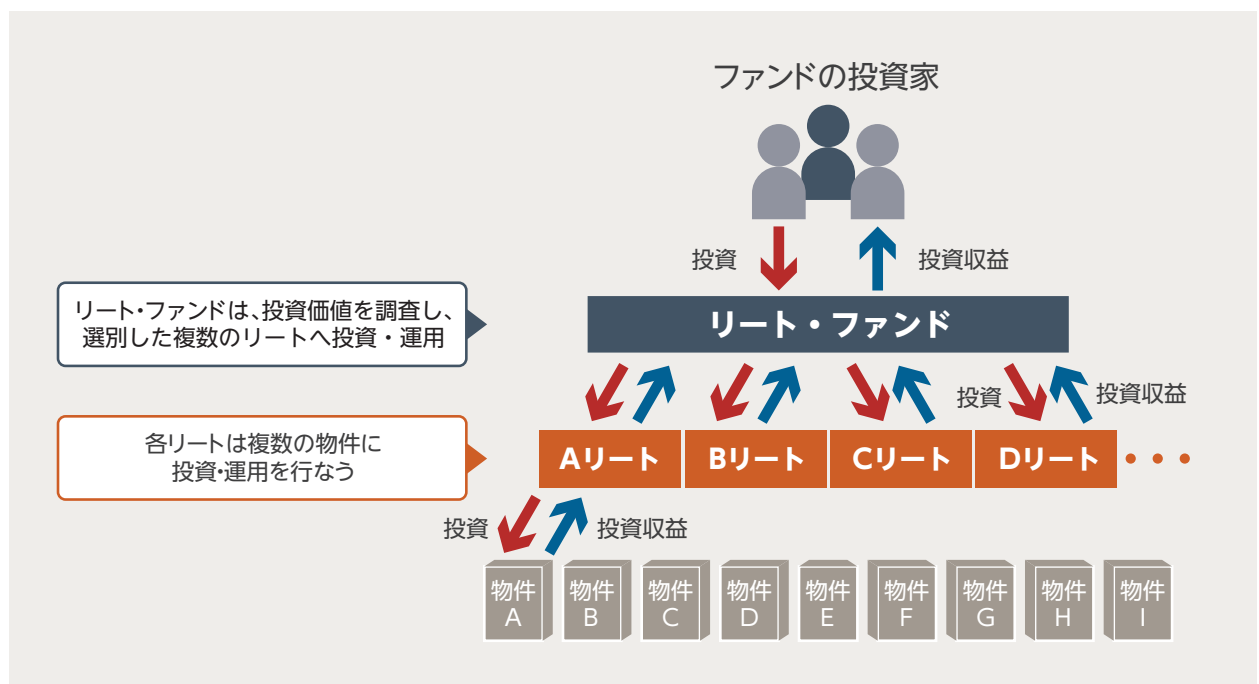 ファンドの投資家
投資
投資収益
リート・ファンドは、投資価値を調査し、
選別した複数のリートへ投資・運用
リート・ファンド
投資
投資収益
各リートは複数の物件に
投資・運用を行なう
Aリート
Bリート
Cリート
Dリート
・・・
投資
投資収益
物件
A
物件
B
物件
C
物件
D
物件
E
物件
F
物件
G
物件
H
物件
I